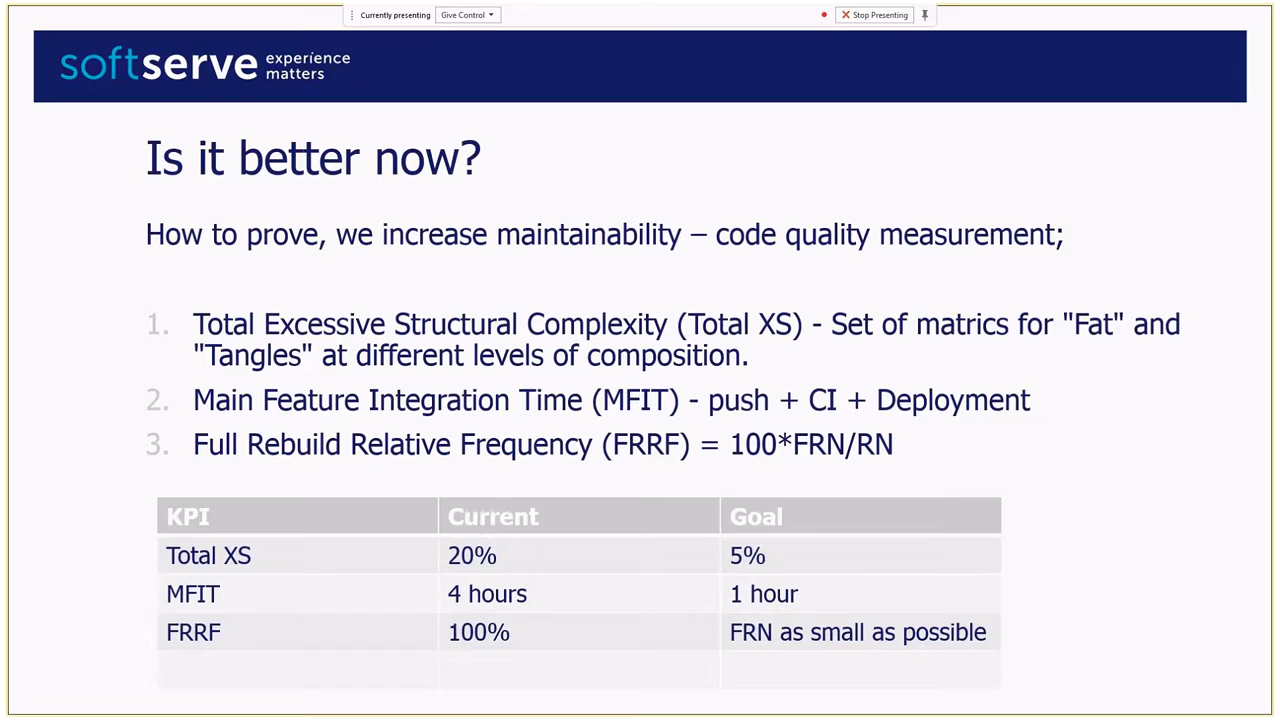 Currently presenting Give Control Stop Presenting
softserve experience matters
Is it better now?
How to prove, we increase maintainability – code quality measurement;
1. Total Excessive Structural Complexity (Total XS) - Set of matrics for "Fat" and
"Tangles" at different levels of composition.
2. Main Feature Integration Time (MFIT) - push + CI + Deployment
3. Full Rebuild Relative Frequency (FRRF) = 100*FRN/RN
KPI Current Goal
Total XS 20% 5%
MFIT 4 hours 1 hour
FRRF 100% FRN as small as possible